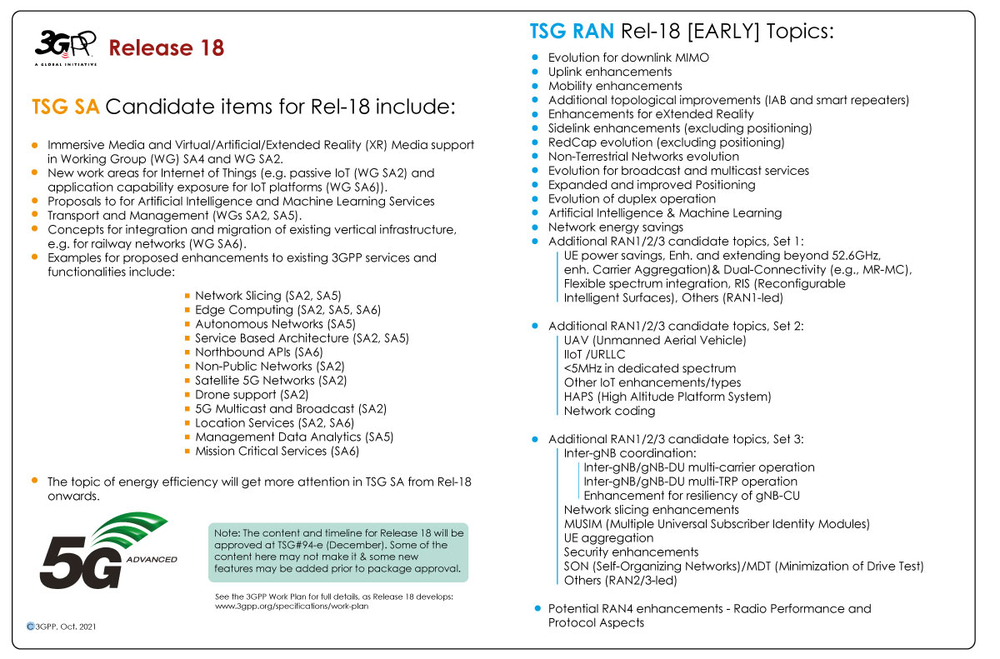 3GPP
A GLOBAL INITIATIVE
Release 18
TSG SA Candidate items for Rel-18 include:
Immersive Media and Virtual/Artificial/Extended Reality (XR) Media support
in Working Group (WG) SA4 and WG SA2.
New work areas for Internet of Things (e.g. passive IoT (WG SA2) and
application capability exposure for IoT platforms (WG SA6)).
Proposals to for Artificial Intelligence and Machine Learning Services
Transport and Management (WGs SA2, SA5).
Concepts for integration and migration of existing vertical infrastructure,
e.g. for railway networks (WG SA6).
Examples for proposed enhancements to existing 3GPP services and
functionalities include:
Network Slicing (SA2, SA5)
Edge Computing (SA2, SA5, SA6)
Autonomous Networks (SA5)
Service Based Architecture (SA2, SA5)
Northbound APIs (SA6)
Non-Public Networks (SA2)
Satellite 5G Networks (SA2)
Drone support (SA2)
5G Multicast and Broadcast (SA2)
Location Services (SA2, SA6)
Management Data Analytics (SA5)
Mission Critical Services (SA6)
The topic of energy efficiency will get more attention in TSG SA from Rel-18
onwards.
5G ADVANCED
Note: The content and timeline for Release 18 will be
approved at TSG#94-e (December). Some of the
content here may not make it & some new
features may be added prior to package approval.
See the 3GPP Work Plan for full details, as Release 18 develops:
www.3gpp.org/specifications/work-plan
© 3GPP, Oct. 2021
TSG RAN Rel-18 [EARLY] Topics:
Evolution for downlink MIMO
Uplink enhancements
Mobility enhancements
Additional topological improvements (IAB and smart repeaters)
Enhancements for eXtended Reality
Sidelink enhancements (excluding positioning)
RedCap evolution (excluding positioning)
Non-Terrestrial Networks evolution
Evolution for broadcast and multicast services
Expanded and improved Positioning
Evolution of duplex operation
Artificial Intelligence & Machine Learning
Network energy savings
Additional RAN1/2/3 candidate topics, Set 1:
UE power savings, Enh. and extending beyond 52.6GHz,
enh. Carrier Aggregation)& Dual-Connectivity (e.g., MR-MC),
Flexible spectrum integration, RIS (Reconfigurable
Intelligent Surfaces), Others (RAN1-led)
Additional RAN1/2/3 candidate topics, Set 2:
UAV (Unmanned Aerial Vehicle)
IIoT /URLLC
<5MHz in dedicated spectrum
Other IoT enhancements/types
HAPS (High Altitude Platform System)
Network coding
Additional RAN1/2/3 candidate topics, Set 3:
Inter-gNB coordination:
Inter-gNB/gNB-DU multi-carrier operation
Inter-gNB/gNB-DU multi-TRP operation
Enhancement for resiliency of gNB-CU
Network slicing enhancements
MUSIM (Multiple Universal Subscriber Identity Modules)
UE aggregation
Security enhancements
SON (Self-Organizing Networks)/MDT (Minimization of Drive Test)
Others (RAN2/3-led)
Potential RAN4 enhancements - Radio Performance and
Protocol Aspects